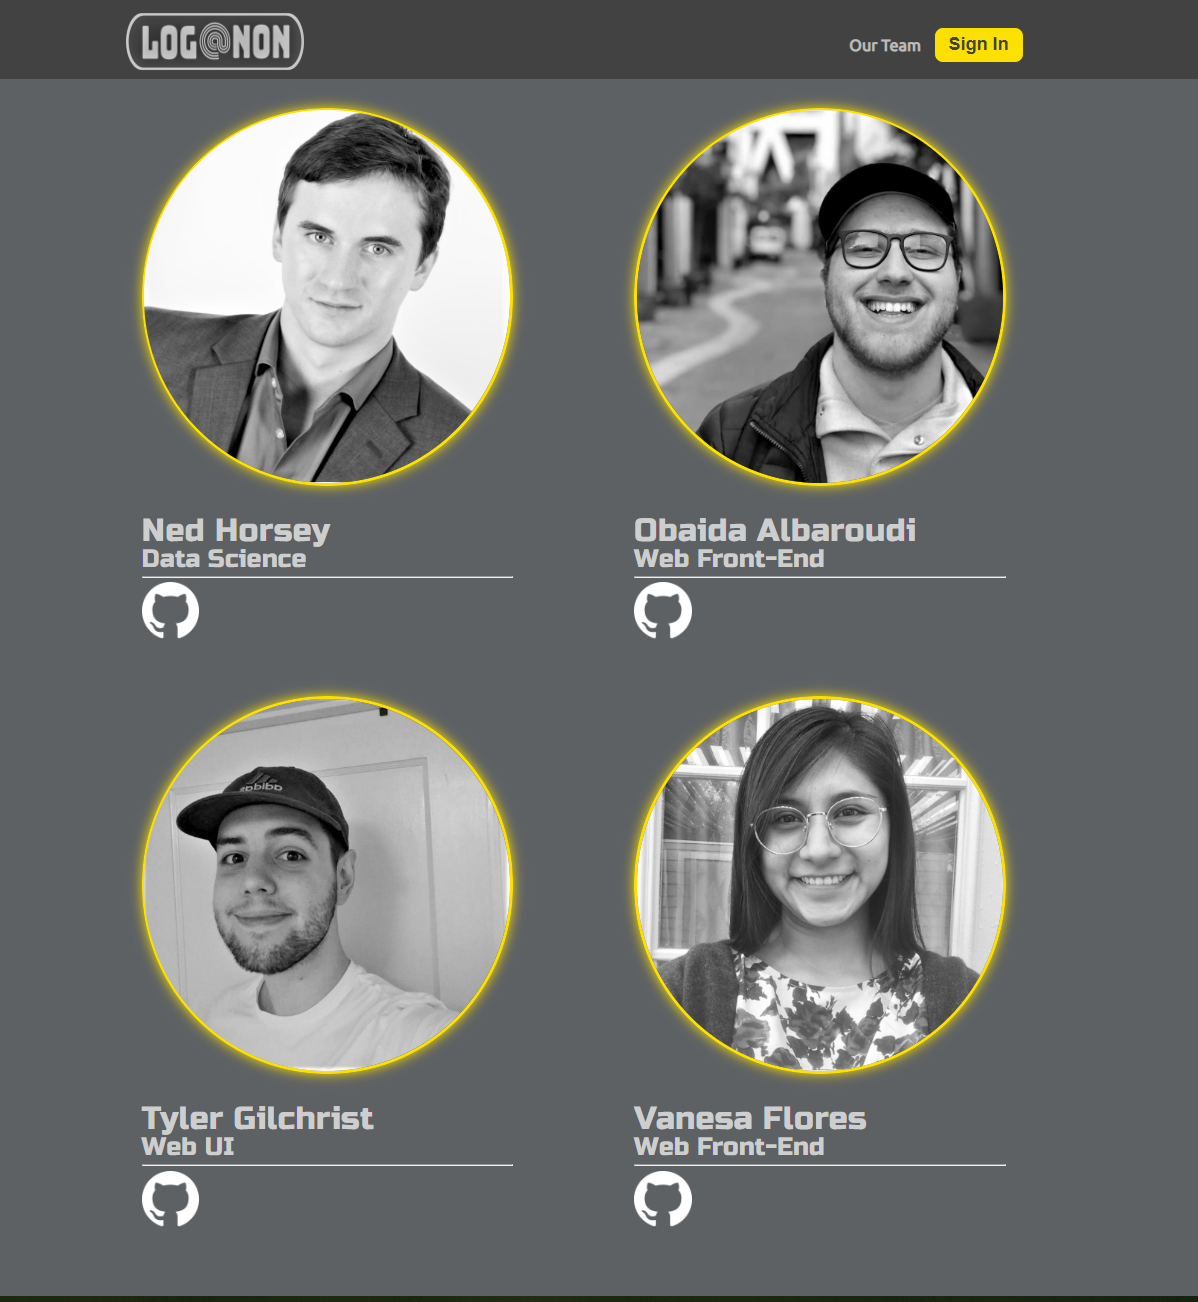 LOG@NON
Our Team
Sign In
Ned Horsey
Data Science
Obaida Albaroudi
Web Front-End
adidas
Tyler Gilchrist
Web UI
Vanesa Flores
Web Front-End